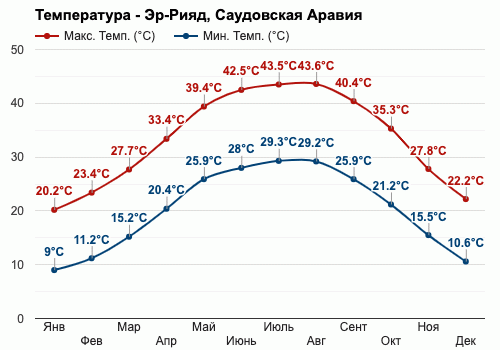 Температура - Эр-Рияд, Саудовская Аравия
Макс. Темп. (°C) Мин. Темп. (°C)
50
40
30
20
10
0
20.2°C 23.4°C 27.7°C 33.4°C 39.4°C 42.5°C 43.5°C 43.6°C 40.4°C 35.3°C 27.8°C 22.2°C
9°C 11.2°C 15.2°C 20.4°C 25.9°C 28°C 29.3°C 29.2°C 25.9°C 21.2°C 15.5°C 10.6°C
Янв Мар Май Июль Сент Ноя
Фев Апр Июнь Авг Окт Дек